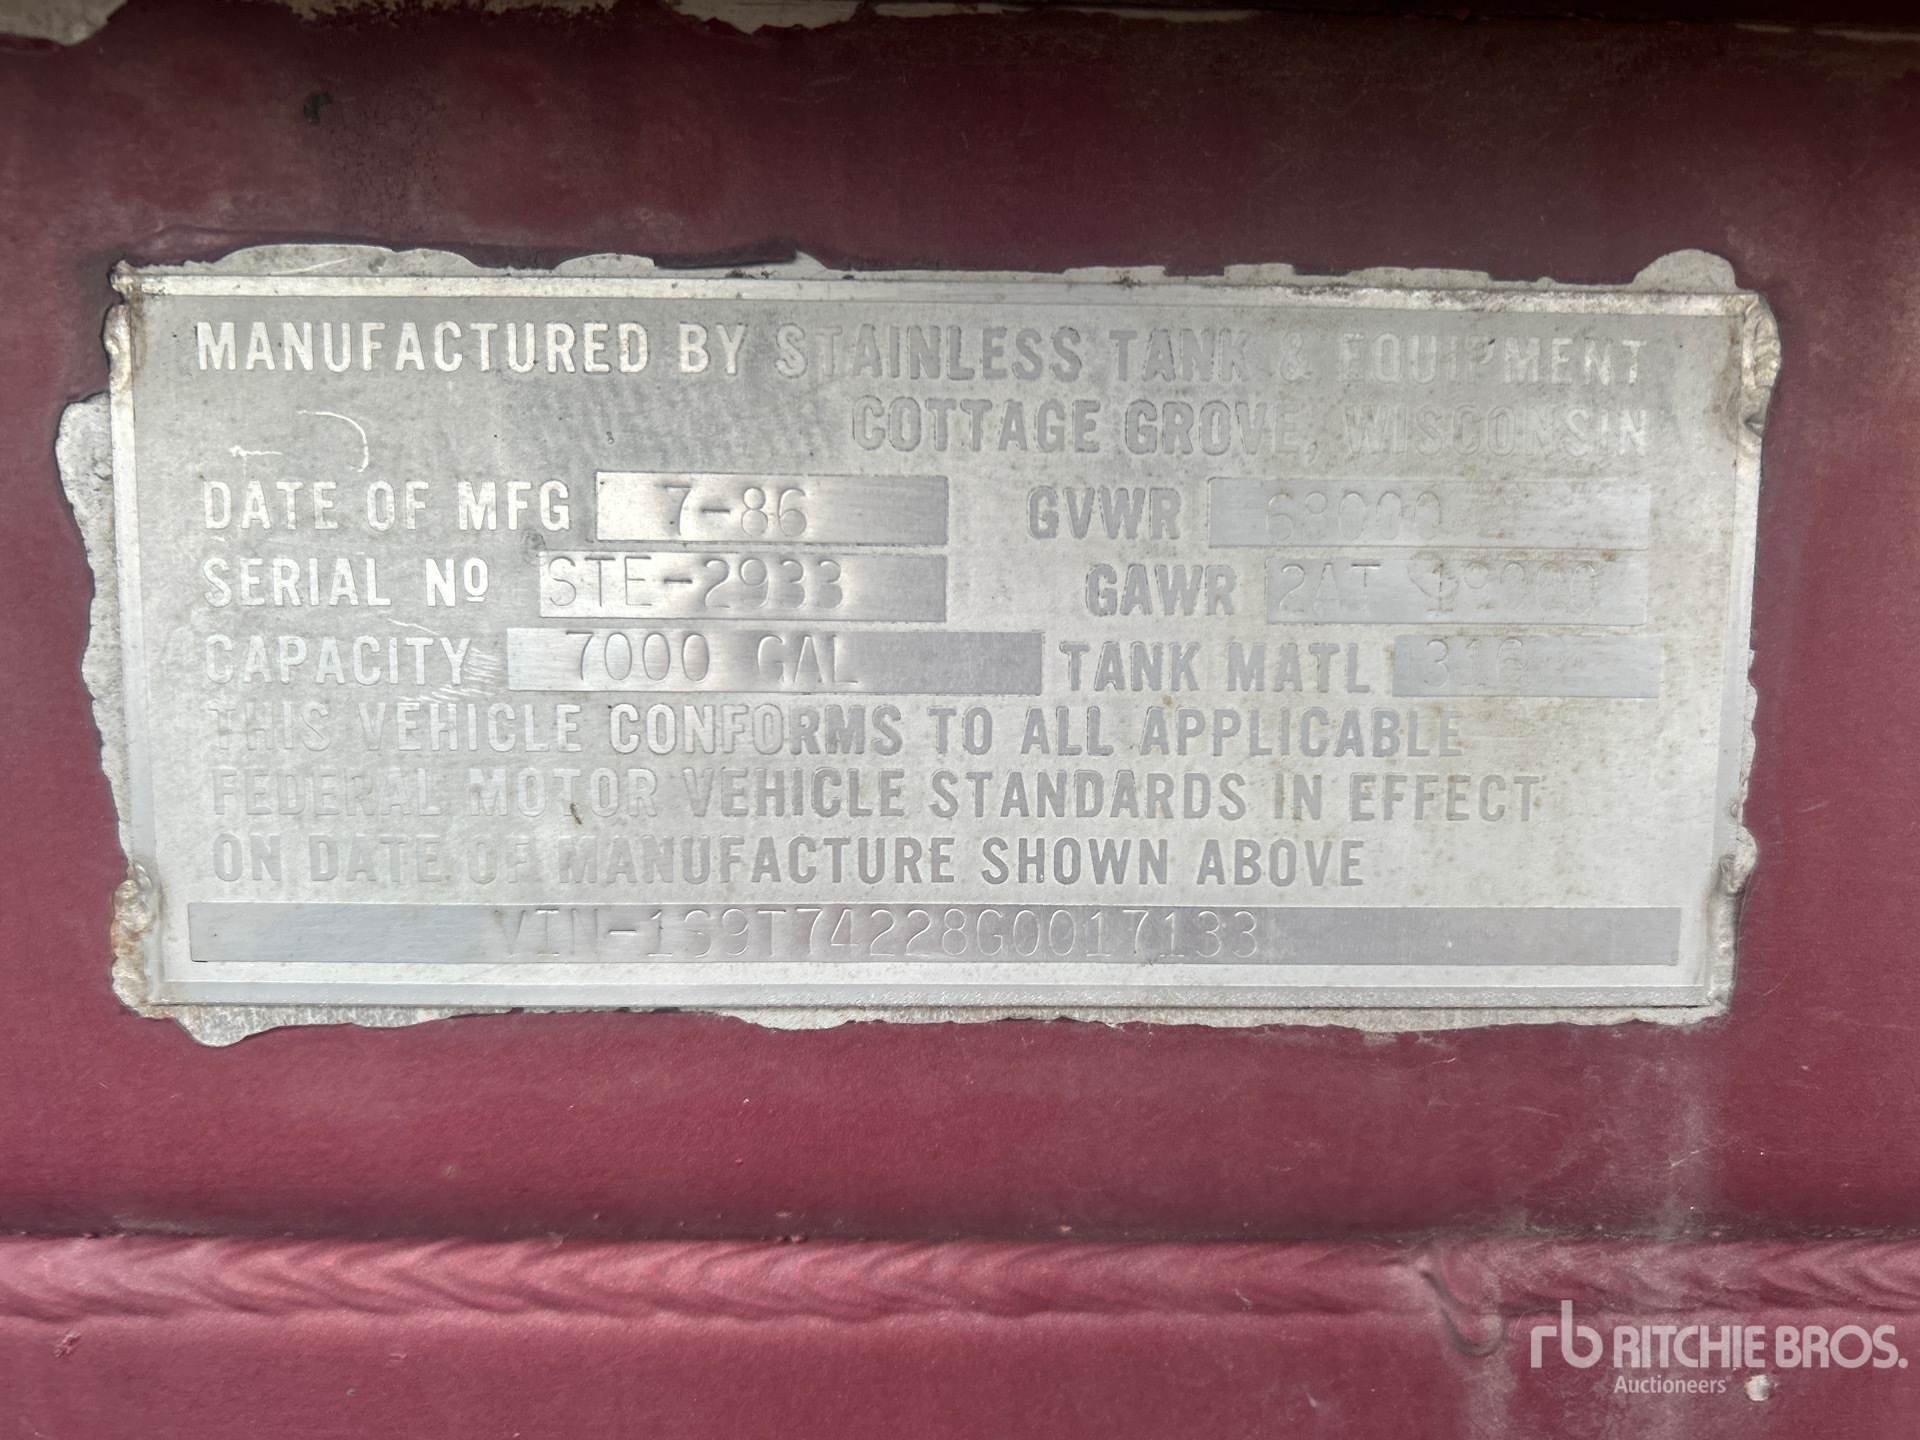 MANUFACTURED BY STAINLESS TANK & EQUIPMENT
COTTAGE GROVE, WISCONSIN
DATE OF MFG 7-86 GVWR 68000
SERIAL Nº STE-2933 GAWR 2AT
CAPACITY 7000 GAL TANK MATL 316
THIS VEHICLE CONFORMS TO ALL APPLICABLE
FEDERAL MOTOR VEHICLE STANDARDS IN EFFECT
ON DATE OF MANUFACTURE SHOWN ABOVE
VIN-1S9T74228G0017133
rb RITCHIE BROS.
Auctioneers